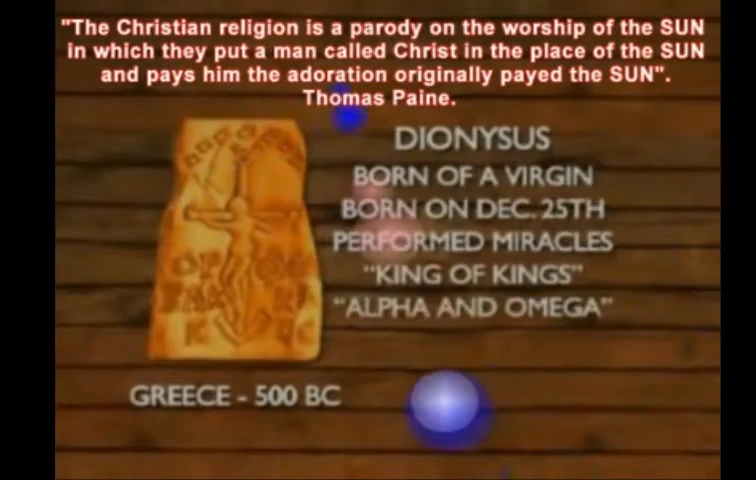 "The Christian religion is a parody on the worship of the SUN
in which they put a man called Christ in the place of the SUN
and pays him the adoration originally payed the SUN".
Thomas Paine.
DIONYSUS
BORN OF A VIRGIN
BORN ON DEC. 25TH
PERFORMED MIRACLES
"KING OF KINGS"
"ALPHA AND OMEGA"
GREECE - 500 BC